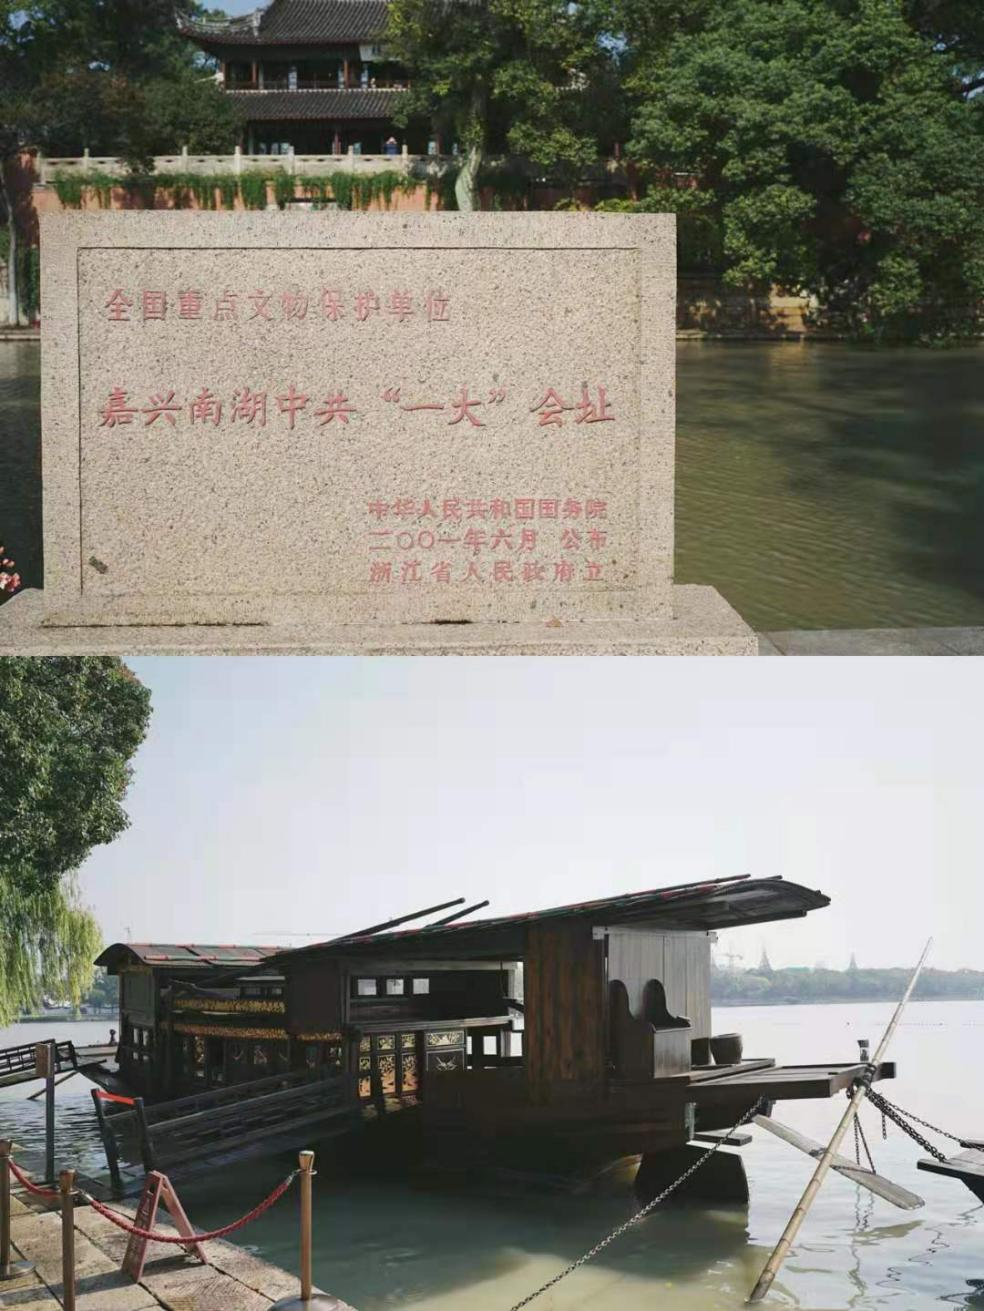 全国重点文物保护单位
嘉兴南湖中共“一大”会址
中华人民共和国国务院
二〇〇一年六月 公布
浙江省人民政府立